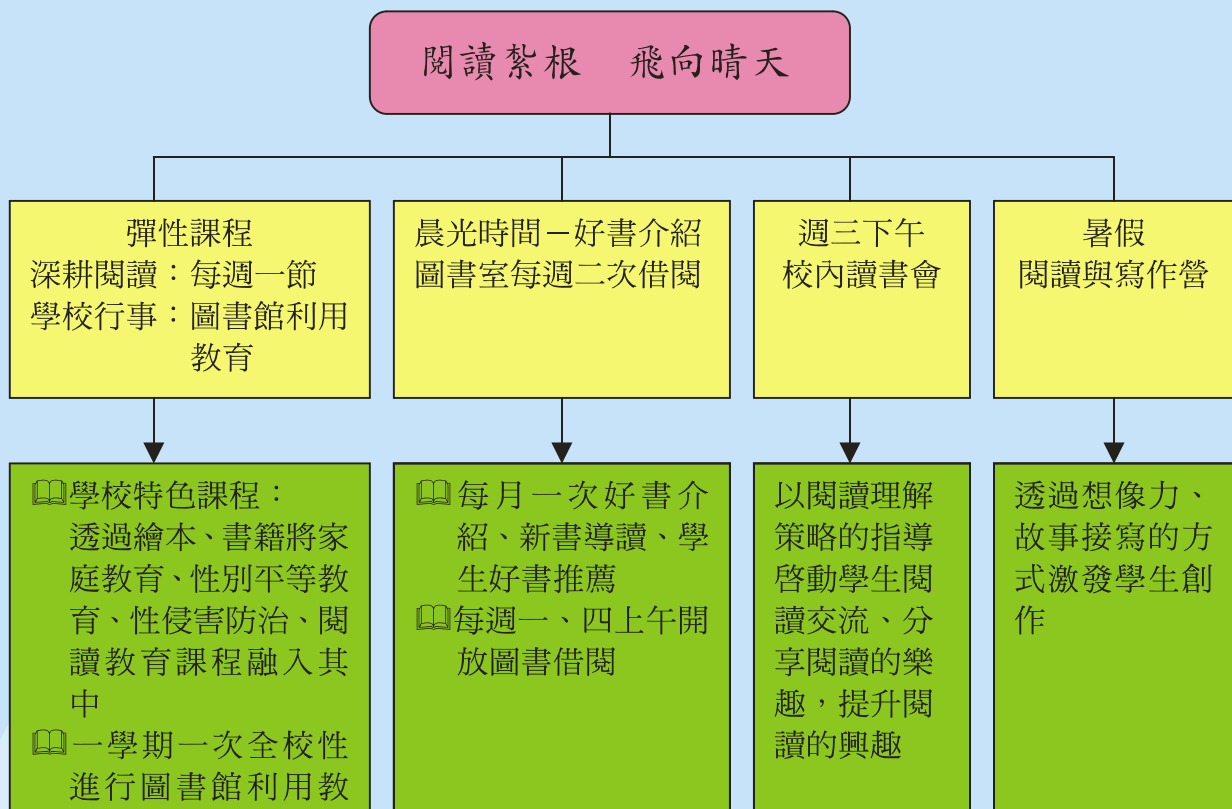 閱讀紮根　飛向晴天
彈性課程
深耕閱讀：每週一節
學校行事：圖書館利用
教育
晨光時間－好書介紹
圖書室每週二次借閱
週三下午
校內讀書會
暑假
閱讀與寫作營
學校特色課程：
透過繪本、書籍將家
庭教育、性別平等教
育、性侵害防治、閱
讀教育課程融入其
中
一學期一次全校性
進行圖書館利用教
每月一次好書介
紹、新書導讀、學
生好書推薦
每週一、四上午開
放圖書借閱
以閱讀理解
策略的指導
啓動學生閱
讀交流、分
享閱讀的樂
趣，提升閱
讀的興趣
透過想像力、
故事接寫的方
式激發學生創
作